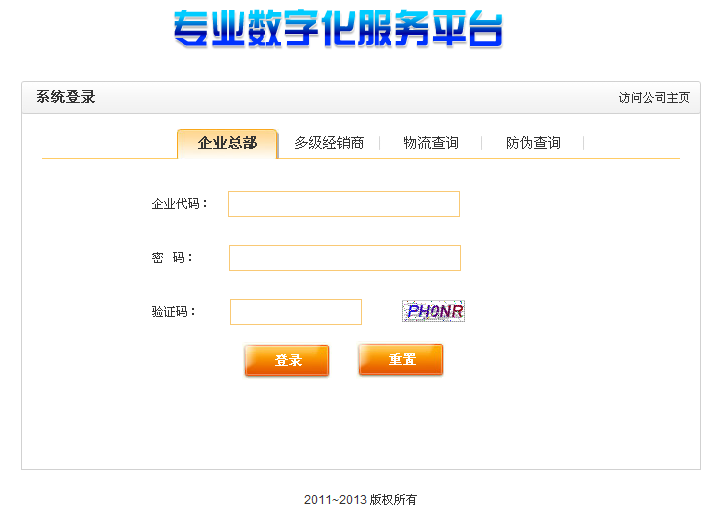 专业数字化服务平台
系统登录 访问公司主页
企业总部 多级经销商 物流查询 防伪查询
企业代码：
密 码：
验证码： PH0NR
登录 重置
2011~2013 版权所有